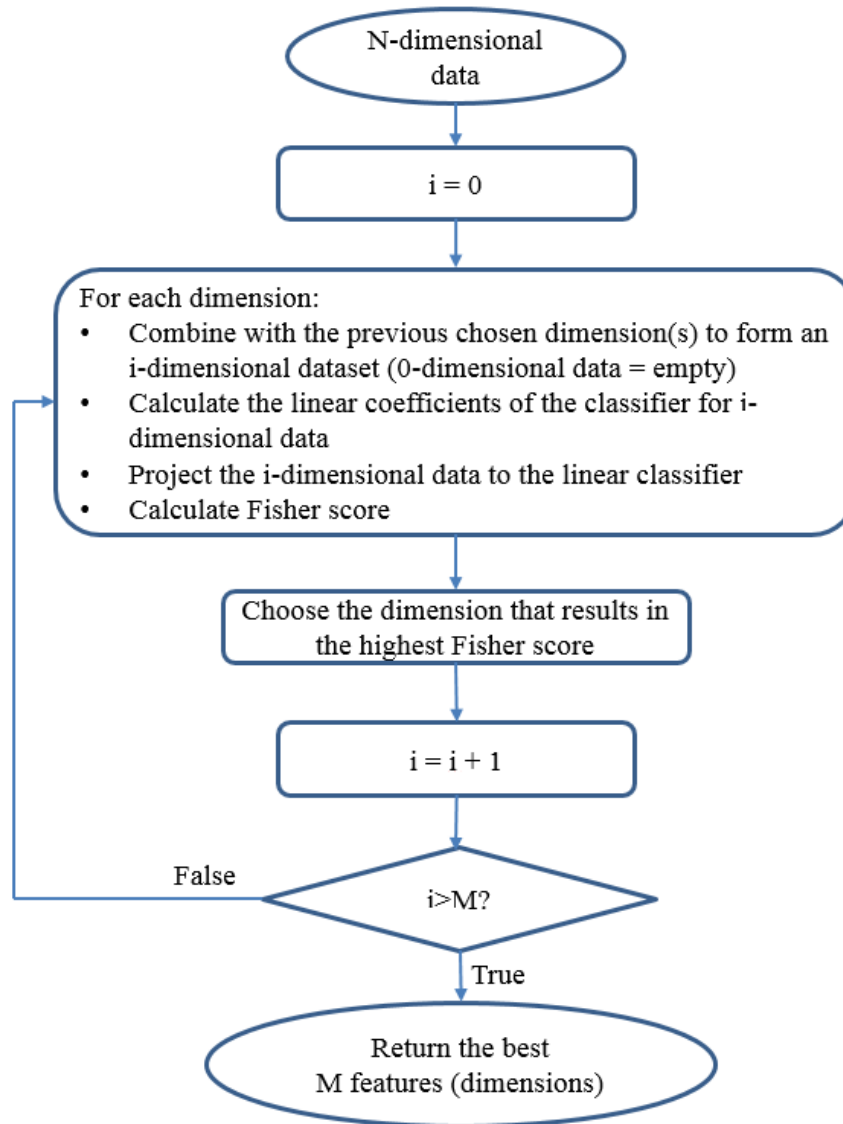 N-dimensional
data
i = 0
For each dimension:
• Combine with the previous chosen dimension(s) to form an
i-dimensional dataset (0-dimensional data = empty)
• Calculate the linear coefficients of the classifier for i-
dimensional data
• Project the i-dimensional data to the linear classifier
• Calculate Fisher score
Choose the dimension that results in
the highest Fisher score
i = i + 1
False
i>M?
True
Return the best
M features (dimensions)